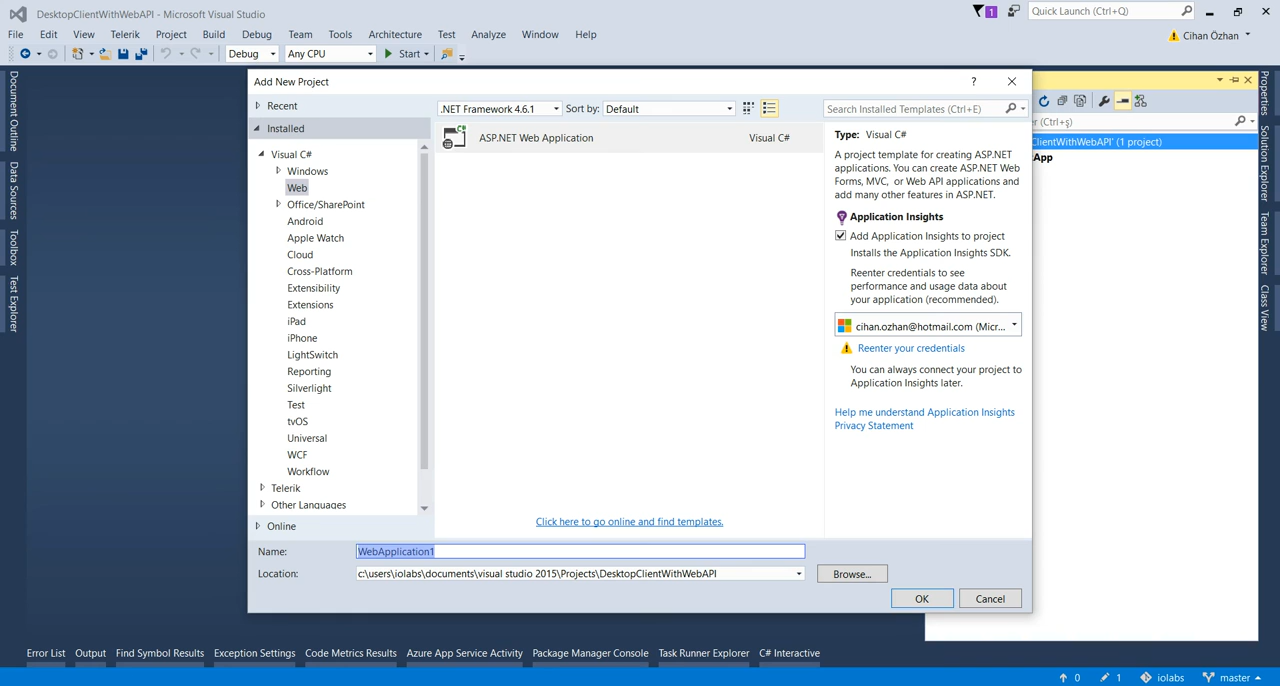 DesktopClientWithWebAPI - Microsoft Visual Studio
1
Quick Launch (Ctrl+Q)
File Edit View Telerik Project Build Debug Team Tools Architecture Test Analyze Window Help
Cihan Özhan
Debug Any CPU Start
Document Outline
Data Sources
Toolbox
Test Explorer
Add New Project
?
Recent
Installed
Visual C#
Windows
Web
Office/SharePoint
Android
Apple Watch
Cloud
Cross-Platform
Extensibility
Extensions
iPad
iPhone
LightSwitch
Reporting
Silverlight
Test
tvOS
Universal
WCF
Workflow
Telerik
Other Languages
Online
.NET Framework 4.6.1 Sort by: Default
ASP.NET Web Application Visual C#
Click here to go online and find templates.
Search Installed Templates (Ctrl+E)
Type: Visual C#
A project template for creating ASP.NET
applications. You can create ASP.NET Web
Forms, MVC, or Web API applications and
add many other features in ASP.NET.
Application Insights
Add Application Insights to project
Installs the Application Insights SDK.
Reenter credentials to see
performance and usage data about
your application (recommended).
cihan.ozhan@hotmail.com (Micr...
Reenter your credentials
You can always connect your project to
Application Insights later.
Help me understand Application Insights
Privacy Statement
Name: WebApplication1
Location: c:\users\iolabs\documents\visual studio 2015\Projects\DesktopClientWithWebAPI
Browse...
OK Cancel
er (Ctrl+ş)
ClientWithWebAPI' (1 project)
App
Properties
Solution Explorer
Team Explorer
Class View
Error List Output Find Symbol Results Exception Settings Code Metrics Results Azure App Service Activity Package Manager Console Task Runner Explorer C# Interactive
0 1 iolabs master